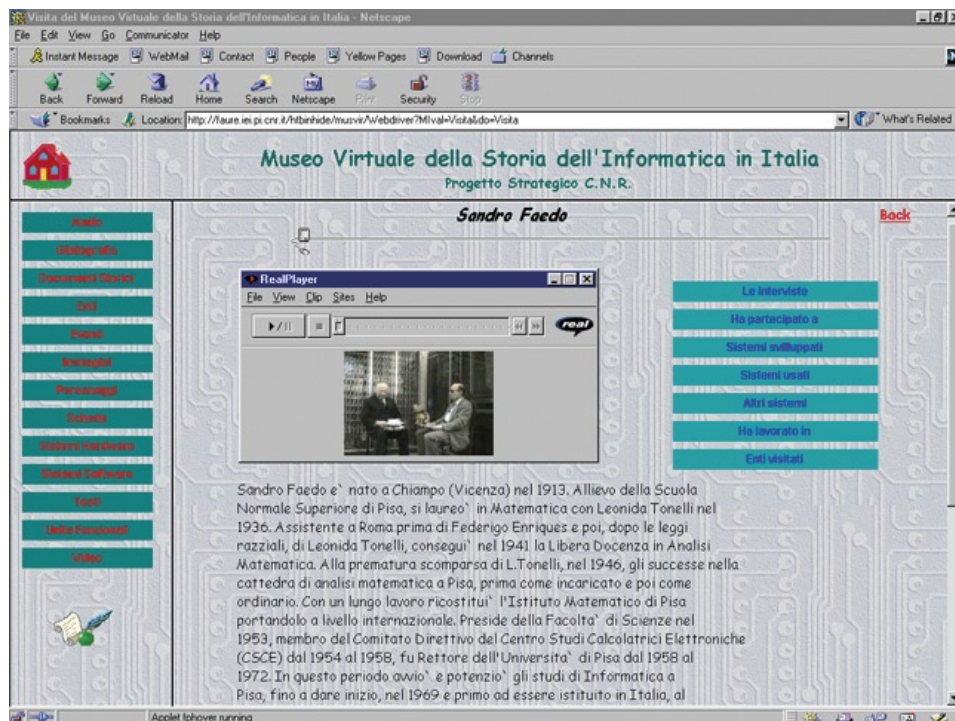 Visita del Museo Virtuale della Storia dell'Informatica in Italia - Netscape
File Edit View Go Communicator Help
Instant Message WebMail Contact People Yellow Pages Download Channels
Back Forward Reload Home Search Netscape Print Security Stop
Bookmarks Location: http://faure.iei.pi.cnr.it/htbinhide/musvir/Webdriver?MIval=Visita&do=Visita What's Related
Museo Virtuale della Storia dell'Informatica in Italia
Progetto Strategico C.N.R.
Sandro Faedo
Back
Audio
Bibliografia
Documenti Storici
Enti
Eventi
Immagini
Personaggi
Scheda
Sistemi Hardware
Sistemi Software
Testi
Unita Funzionali
Video
RealPlayer
File View Clip Sites Help
real
Le interviste
Ha partecipato a
Sistemi svilluppati
Sistemi usati
Altri sistemi
Ha lavorato in
Enti visitati
Sandro Faedo e` nato a Chiampo (Vicenza) nel 1913. Allievo della Scuola
Normale Superiore di Pisa, si laureo` in Matematica con Leonida Tonelli nel
1936. Assistente a Roma prima di Federigo Enriques e poi, dopo le leggi
razziali, di Leonida Tonelli, consegui` nel 1941 la Libera Docenza in Analisi
Matematica. Alla prematura scomparsa di L.Tonelli, nel 1946, gli successe nella
cattedra di analisi matematica a Pisa, prima come incaricato e poi come
ordinario. Con un lungo lavoro ricostitui` l'Istituto Matematico di Pisa
portandolo a livello internazionale. Preside della Facolta` di Scienze nel
1953, membro del Comitato Direttivo del Centro Studi Calcolatrici Elettroniche
(CSCE) dal 1954 al 1958, fu Rettore dell'Universita` di Pisa dal 1958 al
1972. In questo periodo avvio` e potenzio` gli studi di Informatica a
Pisa, fino a dare inizio, nel 1969 e primo ad essere istituito in Italia, al
Applet fphover running